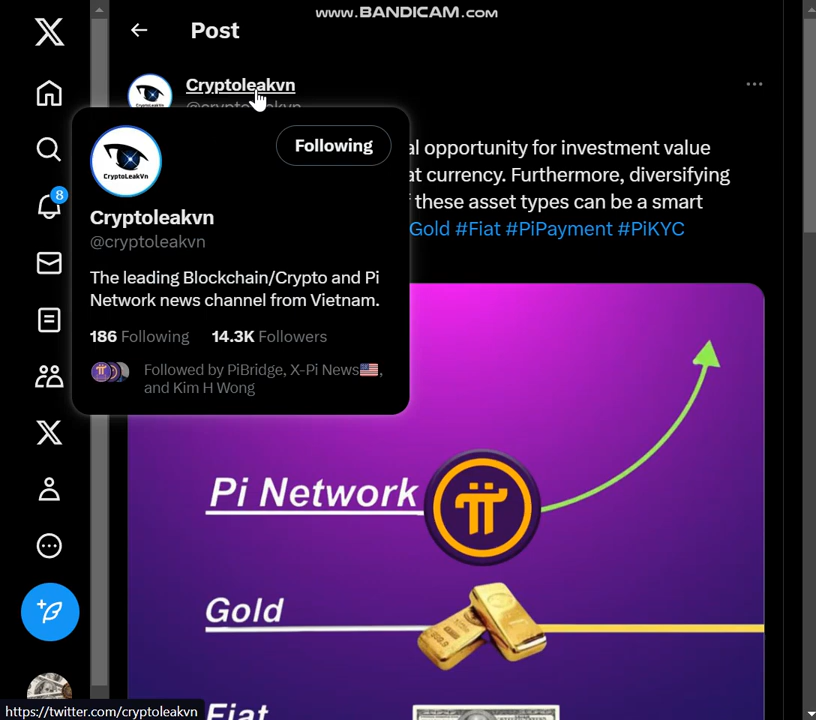 www.BANDICAM.com
Post
Cryptoleakvn
@cryptoleakvn
CryptoLeakVn
Following
Cryptoleakvn
@cryptoleakvn
The leading Blockchain/Crypto and Pi
Network news channel from Vietnam.
186 Following 14.3K Followers
Followed by PiBridge, X-Pi News🇺🇸,
and Kim H Wong
8
opportunity for investment value
currency. Furthermore, diversifying
these asset types can be a smart
#Fiat #PiPayment #PiKYC
Pi Network
Gold
Fiat
https://twitter.com/cryptoleakvn